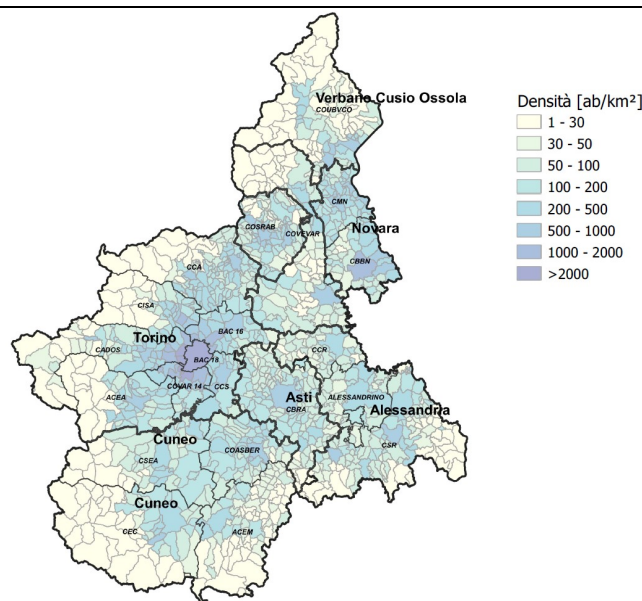 Verbano Cusio Ossola
COUBVCO
Densità [ab/km²]
1 - 30
30 - 50
50 - 100
100 - 200
200 - 500
500 - 1000
1000 - 2000
>2000
CMN
COSRAB
COVEVAR
Novara
CBBN
CCA
CISA
BAC 16
Torino
CADOS
BAC 18
CCR
ACEA
COVAR 14
CCS
ALESSANDRINO
Asti
CBRA
Alessandria
Cuneo
CSR
COASBER
CSEA
Cuneo
CEC
ACEM